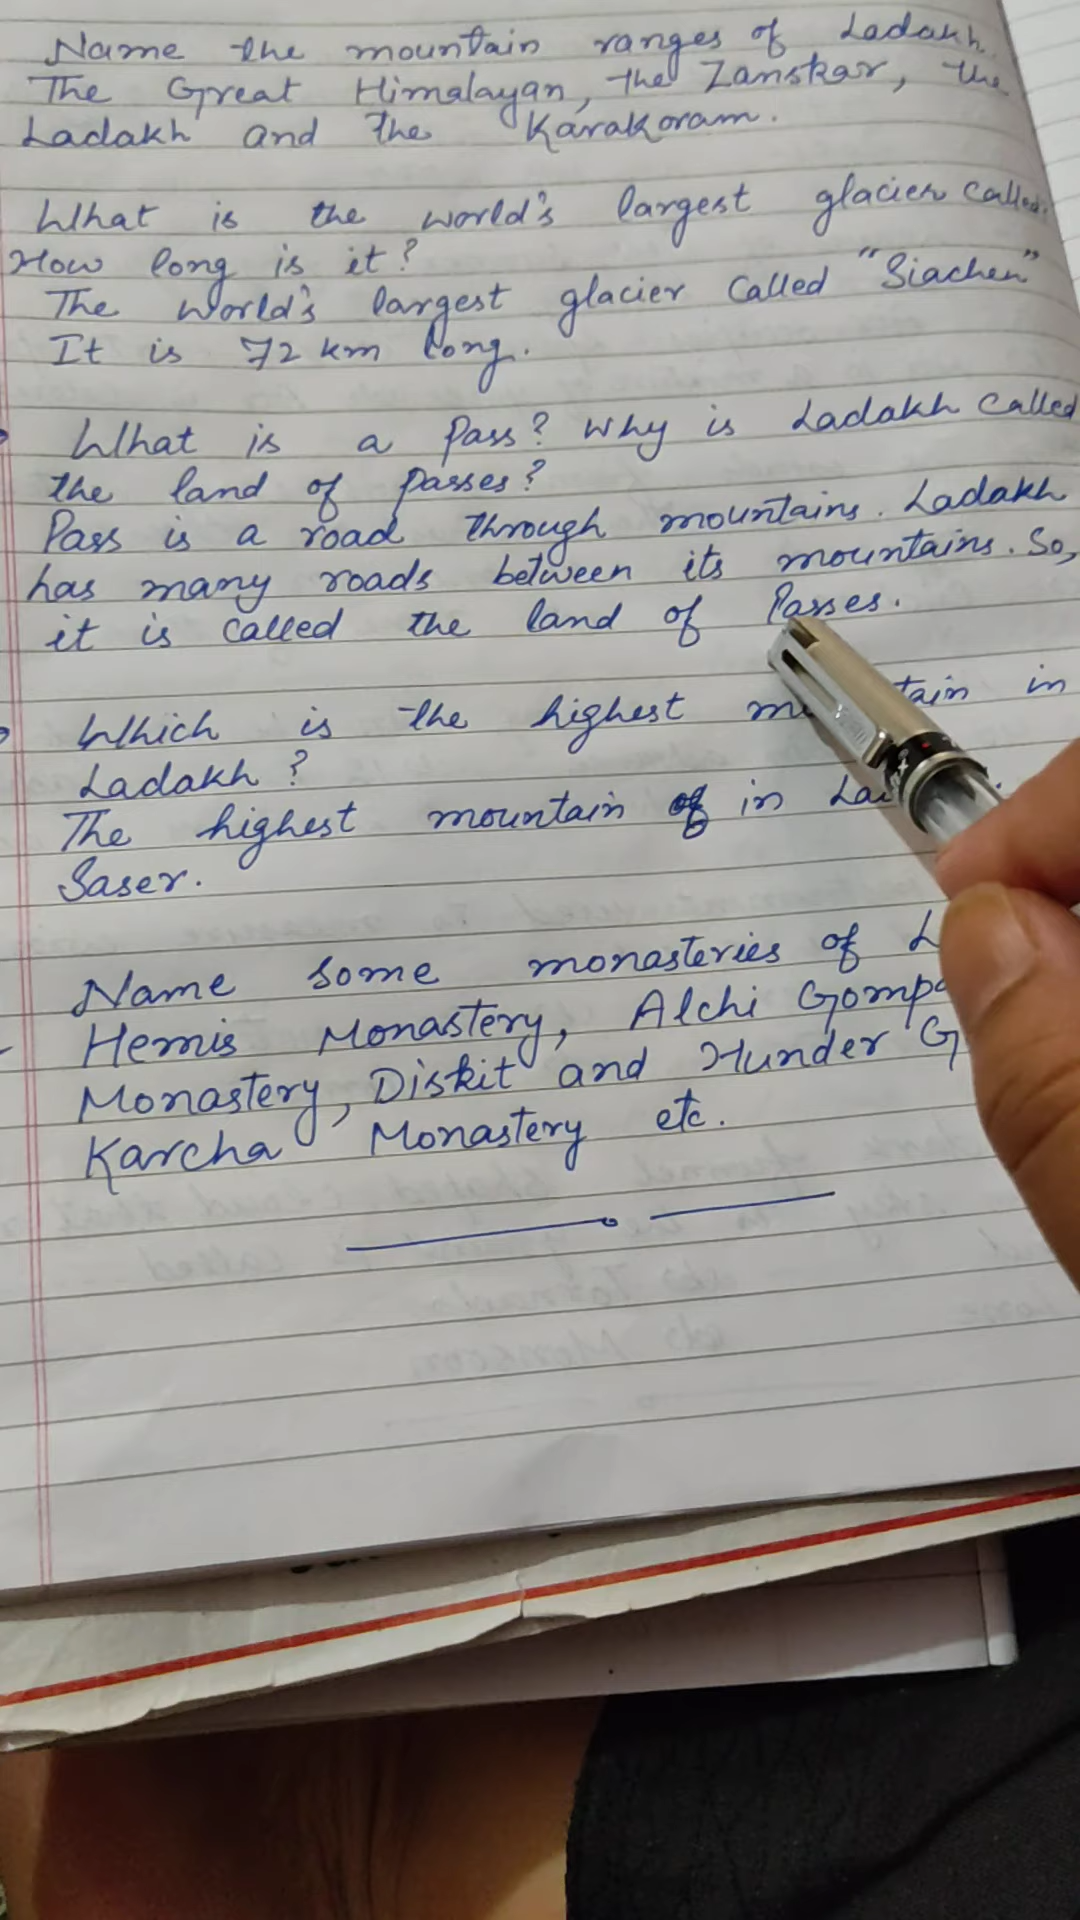 Name the mountain ranges of Ladakh.
The Great Himalayan, the Zanskar, the
Ladakh and the Karakoram.
What is the world's largest glacier called.
How long is it?
The world's largest glacier called "Siachen"
It is 72 km long.
What is a Pass? Why is Ladakh called
the land of passes?
Pass is a road through mountains. Ladakh
has many roads between its mountains. So,
it is called the land of Passes.
Which is the highest in
Ladakh?
The highest mountain in
Saser.
Name some monasteries of
Hemis Monastery, Alchi
Monastery, Diskit and Hunder
Karcha Monastery etc.